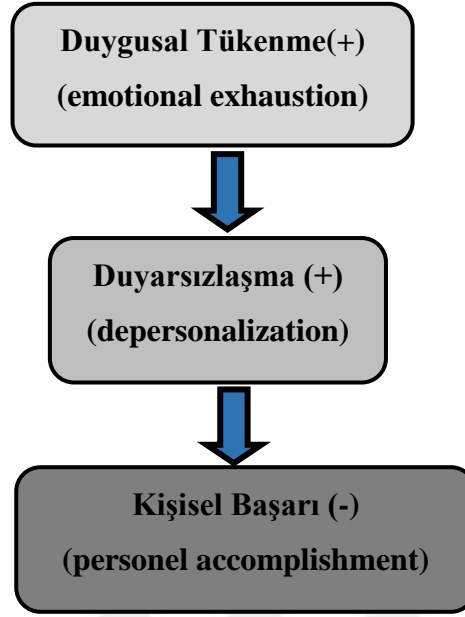 Duygusal Tükenme(+)
(emotional exhaustion)
Duyarsızlaşma (+)
(depersonalization)
Kişisel Başarı (-)
(personel accomplishment)